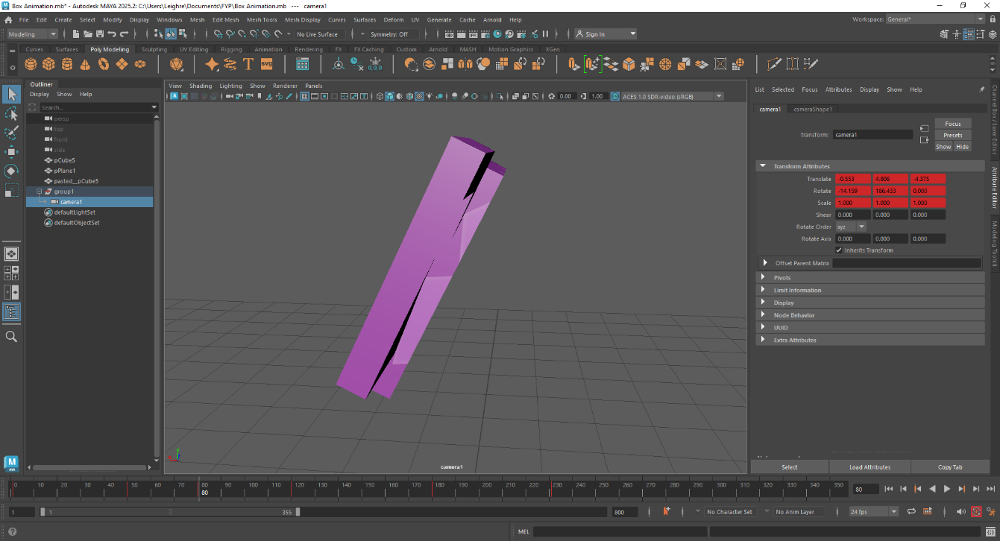 Box Animation.mb* - Autodesk MAYA 2025.2: C:\Users\Leighre\Documents\FYP\Box Animation.mb --- camera1
File Edit Create Select Modify Display Windows Mesh Edit Mesh Mesh Tools Mesh Display Curves Surfaces Deform UV Generate Cache Arnold Help
Workspace: General*
Modeling
No Live Surface
Symmetry: Off
Sign In
Curves Surfaces Poly Modeling Sculpting UV Editing Rigging Animation Rendering FX FX Caching Custom Arnold MASH Motion Graphics XGen
SVG
Outliner
Display Show Help
Search...
persp
top
front
side
pCube5
pPlane1
pasted__pCube5
group1
camera1
defaultLightSet
defaultObjectSet
View Shading Lighting Show Renderer Panels
0.00 1.00 ACES 1.0 SDR-video (sRGB)
camera1
List Selected Focus Attributes Display Show Help
camera1 cameraShape1
transform: camera1
Focus
Presets
Show Hide
Transform Attributes
Translate -0.553 4.806 -4.375
Rotate -14.159 186.433 0.000
Scale 1.000 1.000 1.000
Shear 0.000 0.000 0.000
Rotate Order xyz
Rotate Axis 0.000 0.000 0.000
Inherits Transform
Offset Parent Matrix
Pivots
Limit Information
Display
Node Behavior
UUID
Extra Attributes
Select Load Attributes Copy Tab
Channel Box / Layer Editor
Attribute Editor
Modeling Toolkit
0 10 20 30 40 50 60 70 80 90 100 110 120 130 140 150 160 170 180 190 200 210 220 230 240 250 260 270 280 290 300 310 320 330 340 350
80
80
1 1 355 800 No Character Set No Anim Layer 24 fps
MEL